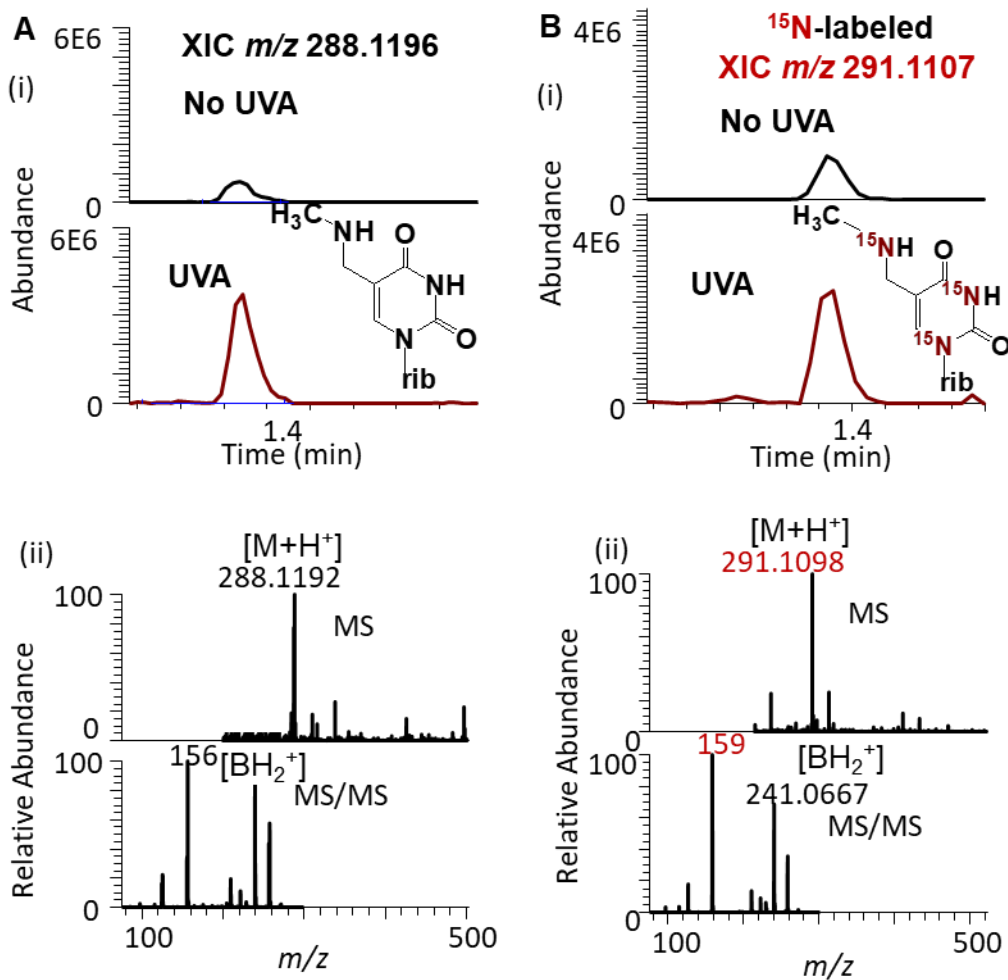 A
6E6
XIC m/z 288.1196
(i)
No UVA
0
H3C
NH
O
6E6
UVA
NH
N
O
rib
0
Abundance
1.4
Time (min)
(ii)
[M+H+]
288.1192
100
MS
0
156
[BH2+]
100
MS/MS
0
Relative Abundance
100
500
m/z
B
4E6
15N-labeled
XIC m/z 291.1107
(i)
No UVA
0
H3C
15NH
O
4E6
UVA
15NH
15N
O
rib
0
Abundance
1.4
Time (min)
(ii)
[M+H+]
291.1098
100
MS
0
159
[BH2+]
100
241.0667
MS/MS
0
Relative Abundance
100
500
m/z